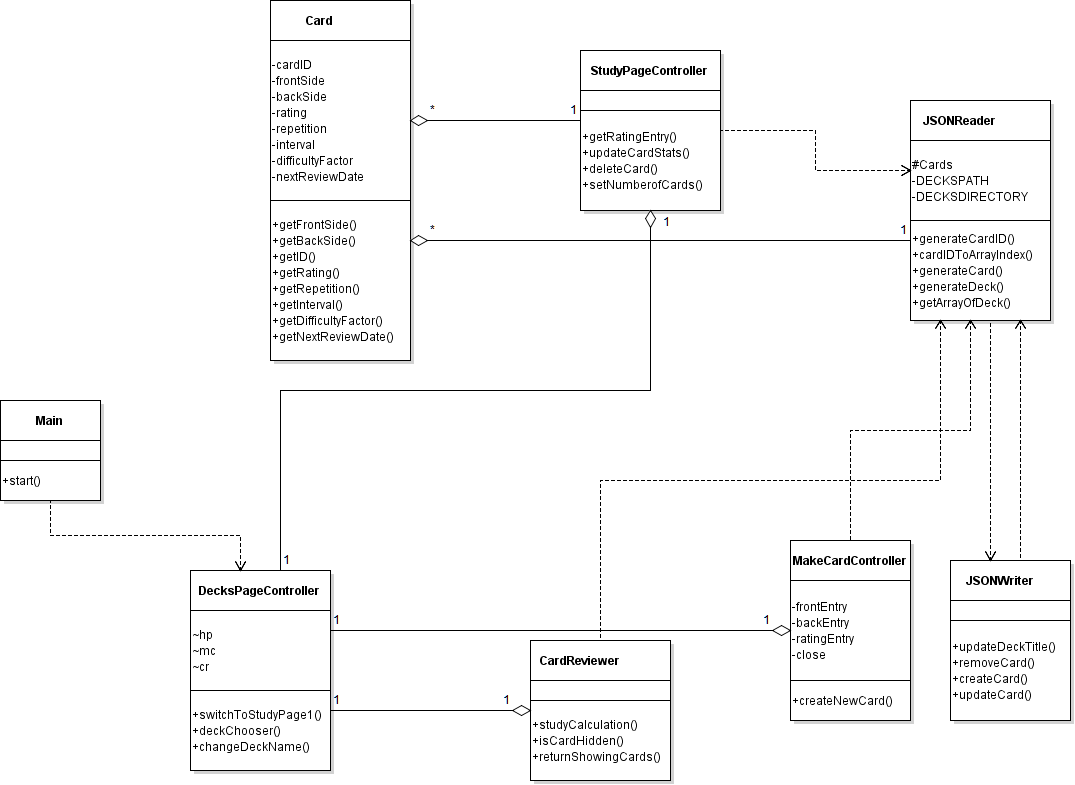 Card
-cardID
-frontSide
-backSide
-rating
-repetition
-interval
-difficultyFactor
-nextReviewDate
+getFrontSide()
+getBackSide()
+getID()
+getRating()
+getRepetition()
+getInterval()
+getDifficultyFactor()
+getNextReviewDate()
*
1
*
1
StudyPageController
+getRatingEntry()
+updateCardStats()
+deleteCard()
+setNumberofCards()
1
JSONReader
#Cards
-DECKSPATH
-DECKSDIRECTORY
+generateCardID()
+cardIDToArrayIndex()
+generateCard()
+generateDeck()
+getArrayOfDeck()
Main
+start()
1
DecksPageController
~hp
~mc
~cr
+switchToStudyPage1()
+deckChooser()
+changeDeckName()
1
1
1
1
CardReviewer
+studyCalculation()
+isCardHidden()
+returnShowingCards()
MakeCardController
-frontEntry
-backEntry
-ratingEntry
-close
+createNewCard()
JSONWriter
+updateDeckTitle()
+removeCard()
+createCard()
+updateCard()